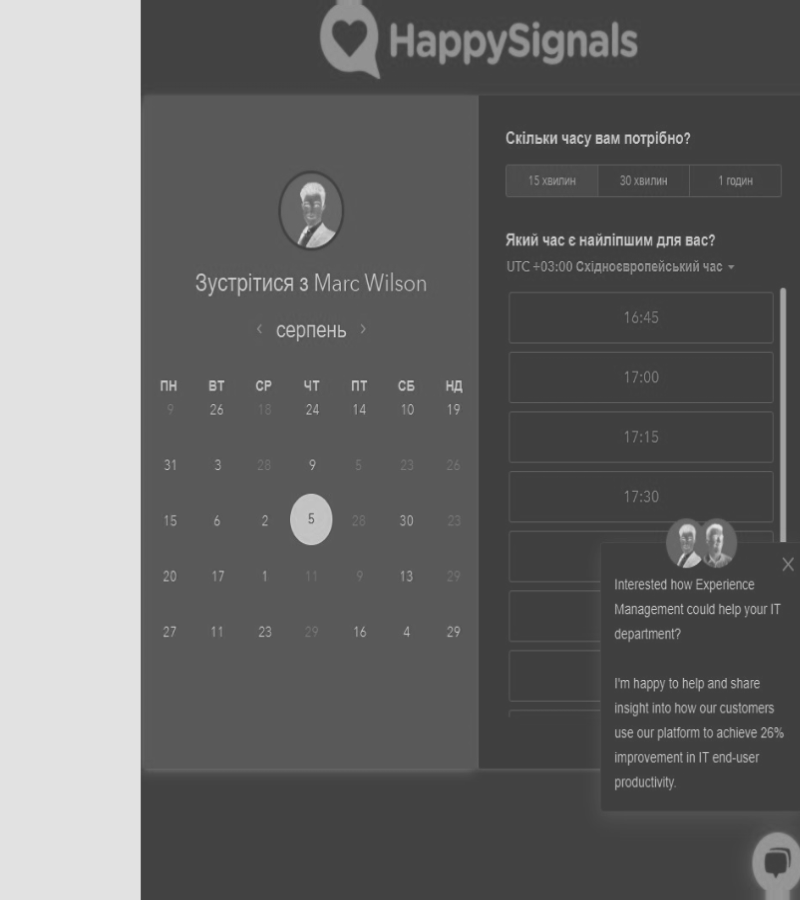 HappySignals
Зустрітися з Marc Wilson
серпень
ПН ВТ СР ЧТ ПТ СБ НД
9 26 18 24 14 10 19
31 3 28 9 5 23 26
15 6 2 5 28 30 23
20 17 1 11 9 13 29
27 11 23 29 16 4 29
Скільки часу вам потрібно?
15 хвилин 30 хвилин 1 годин
Який час є найліпшим для вас?
UTC +03:00 Східноєвропейський час
16:45
17:00
17:15
17:30
Interested how Experience
Management could help your IT
department?
I'm happy to help and share
insight into how our customers
use our platform to achieve 26%
improvement in IT end-user
productivity.